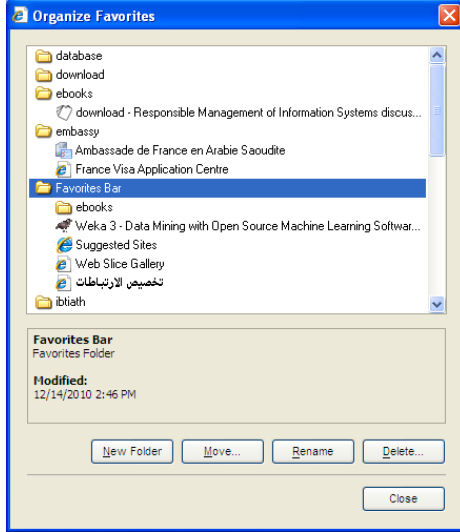 Organize Favorites
database
download
ebooks
download - Responsible Management of Information Systems discus...
embassy
Ambassade de France en Arabie Saoudite
France Visa Application Centre
Favorites Bar
ebooks
Weka 3 - Data Mining with Open Source Machine Learning Softwar...
Suggested Sites
Web Slice Gallery
تخصيص الارتباطات
ibtiath
Favorites Bar
Favorites Folder
Modified:
12/14/2010 2:46 PM
New Folder Move... Rename Delete...
Close